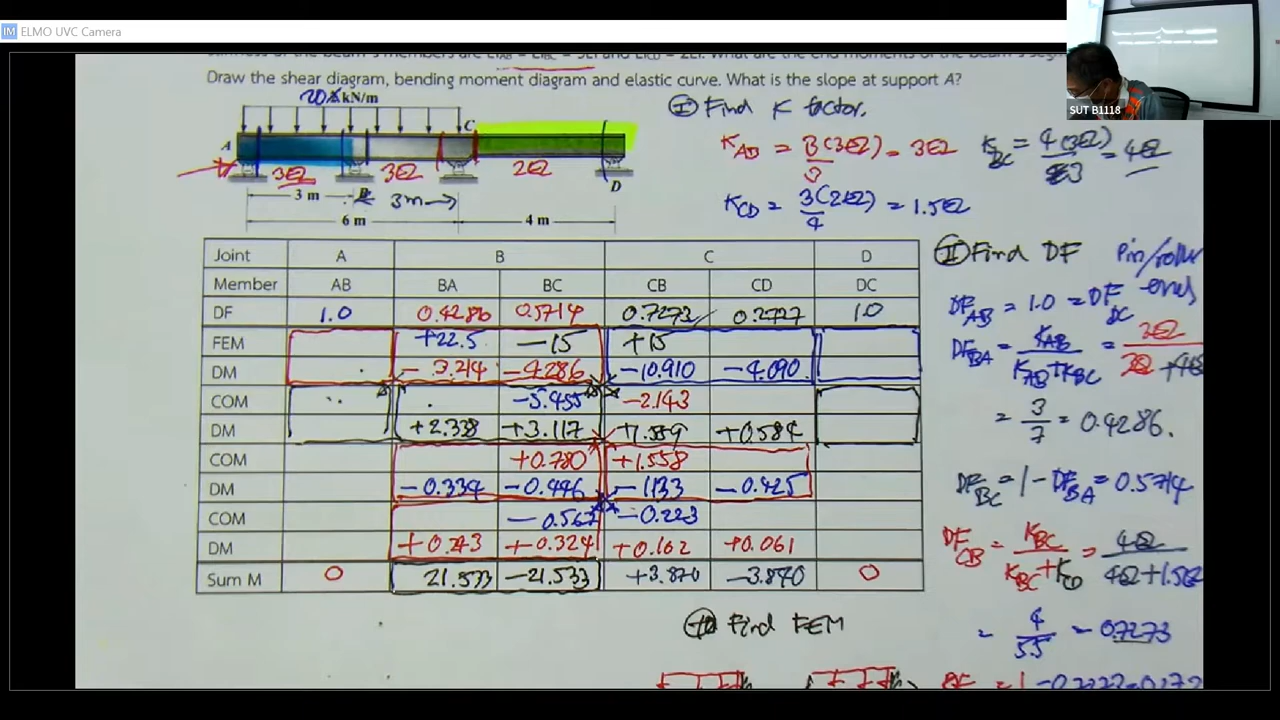 ELMO UVC Camera
SUT B1118
Draw the shear diagram, bending moment diagram and elastic curve. What is the slope at support A?
20 kN/m
A
C
D
3EI
3EI
2EI
3 m
B
3m
6 m
4 m
I Find K factor.
K_AB = 3(3EI)/3 = 3EI
K_BC = 4(3EI)/3 = 4EI
K_CD = 3(2EI)/4 = 1.5EI
Joint A B C D
Member AB BA BC CB CD DC
DF 1.0 0.4286 0.5714 0.7273 0.2727 1.0
FEM +22.5 -15 +15
DM - 3.214 -4.286 -10.910 -4.090
COM -5.455 -2.143
DM +2.338 +3.117 +1.559 +0.584
COM +0.780 +1.558
DM -0.334 -0.446 -1.133 -0.425
COM -0.567 -0.223
DM +0.243 +0.324 +0.162 +0.061
Sum M 0 21.533 -21.533 +3.870 -3.870 0
II Find DF Pin/roller ends
DF_AB = 1.0 = DF_DC
DF_BA = K_AB/(K_AB+K_BC) = 3EI/
= 3/7 = 0.4286.
DF_BC = 1 - DF_BA = 0.5714
DF_CB = K_BC/(K_BC+K_CD) = 4EI/(4EI+1.5EI
= 4/5.5 = 0.7273
Find FEM